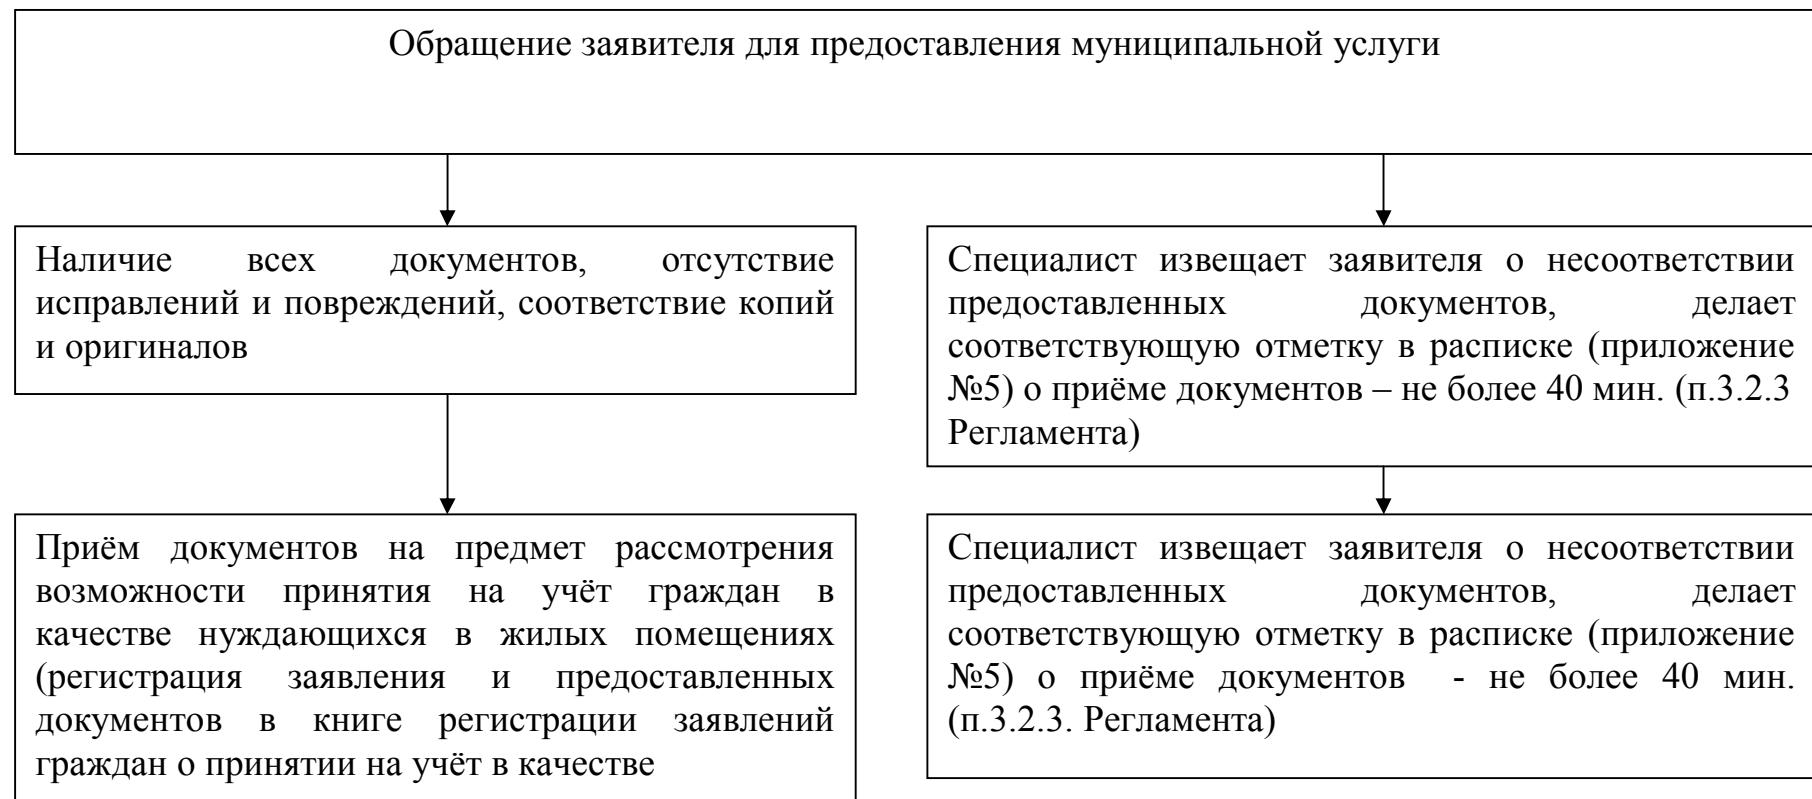 Обращение заявителя для предоставления муниципальной услуги
Наличие всех документов, отсутствие
исправлений и повреждений, соответствие копий
и оригиналов
Специалист извещает заявителя о несоответствии
предоставленных документов, делает
соответствующую отметку в расписке (приложение
№5) о приёме документов – не более 40 мин. (п.3.2.3
Регламента)
Приём документов на предмет рассмотрения
возможности принятия на учёт граждан в
качестве нуждающихся в жилых помещениях
(регистрация заявления и предоставленных
документов в книге регистрации заявлений
граждан о принятии на учёт в качестве
Специалист извещает заявителя о несоответствии
предоставленных документов, делает
соответствующую отметку в расписке (приложение
№5) о приёме документов - не более 40 мин.
(п.3.2.3. Регламента)